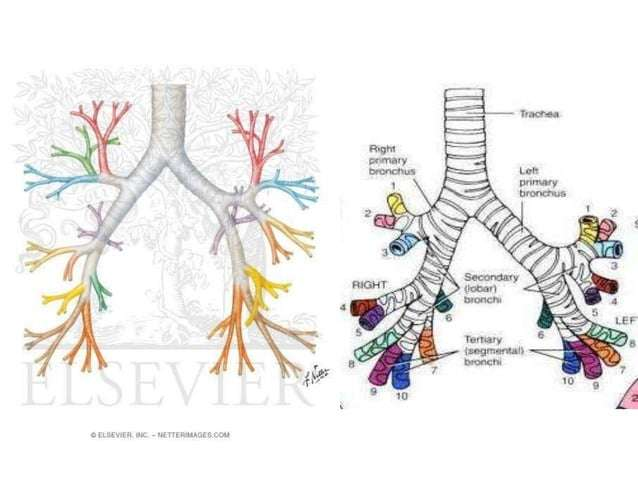 ELSEVIER
© ELSEVIER, INC. – NETTERIMAGES.COM
Trachea
Right
primary
bronchus
Left
primary
bronchus
1
2
3
1
2
3
4
5
RIGHT
Secondary
(lobar)
bronchi
4
5
6
6
LEF
Tertiary
(segmental)
bronchi
8
7
9
10
8
7
9
10
2